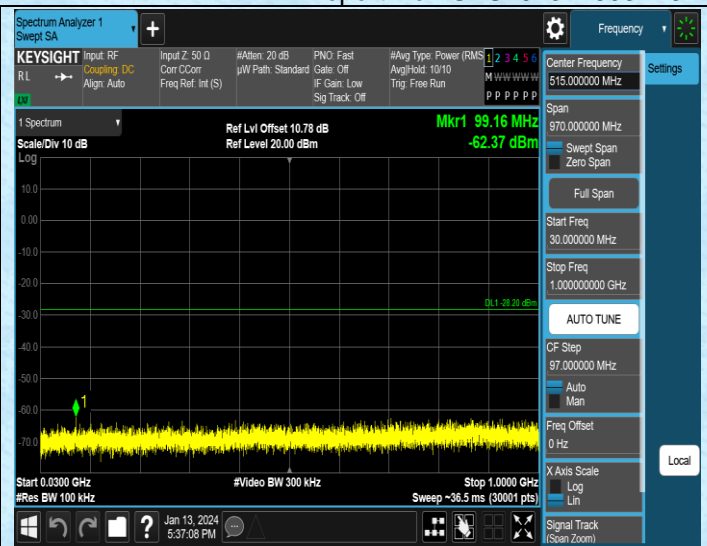 Spectrum Analyzer 1
Swept SA
+
Frequency
KEYSIGHT
RL
LXI
Input: RF
Coupling: DC
Align: Auto
Input Z: 50 Ω
Corr CCorr
Freq Ref: Int (S)
#Atten: 20 dB
µW Path: Standard
PNO: Fast
Gate: Off
IF Gain: Low
Sig Track: Off
#Avg Type: Power (RMS
Avg|Hold: 10/10
Trig: Free Run
1 2 3 4 5 6
M W W W W W
P P P P P P
1 Spectrum
Scale/Div 10 dB
Ref Lvl Offset 10.78 dB
Ref Level 20.00 dBm
Mkr1 99.16 MHz
-62.37 dBm
Log
10.0
0.00
-10.0
-20.0
DL1 -28.20 dBm
-30.0
-40.0
-50.0
1
-60.0
-70.0
Start 0.0300 GHz
#Res BW 100 kHz
#Video BW 300 kHz
Stop 1.0000 GHz
Sweep ~36.5 ms (30001 pts)
?
Jan 13, 2024
5:37:08 PM
Center Frequency
515.000000 MHz
Settings
Span
970.000000 MHz
Swept Span
Zero Span
Full Span
Start Freq
30.000000 MHz
Stop Freq
1.000000000 GHz
AUTO TUNE
CF Step
97.000000 MHz
Auto
Man
Freq Offset
0 Hz
X Axis Scale
Log
Lin
Local
Signal Track
(Span Zoom)